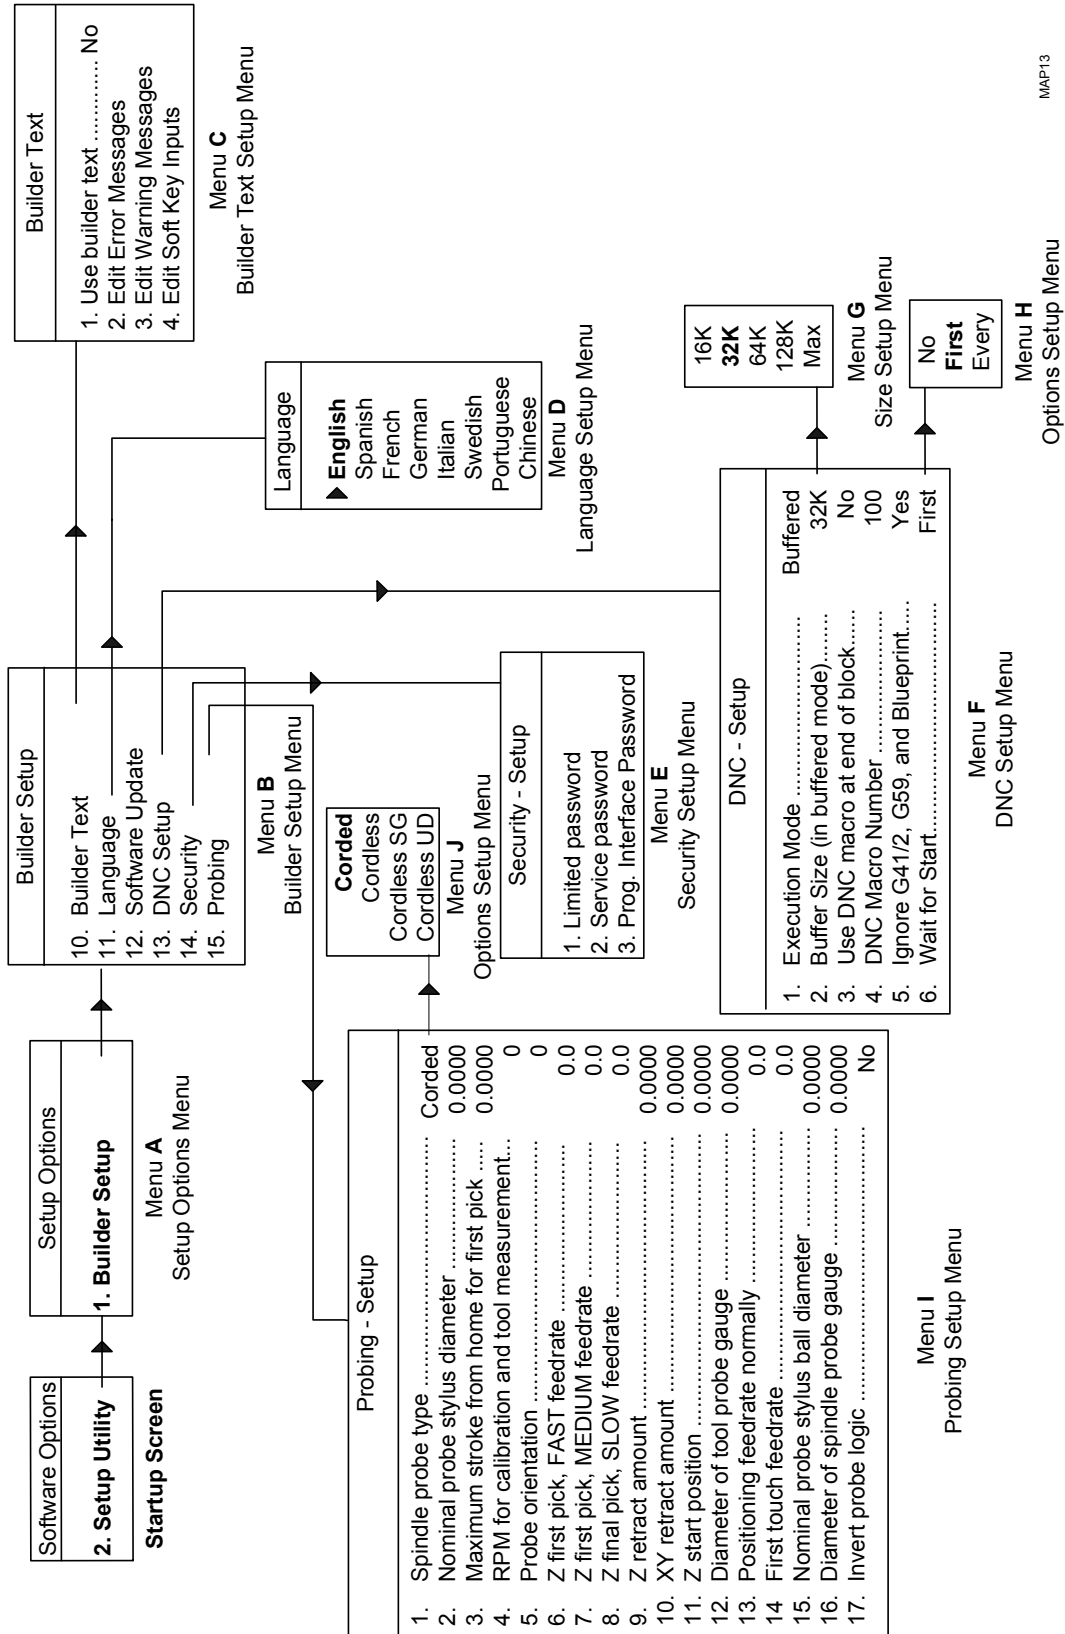 Software Options
2. Setup Utility
Startup Screen
Setup Options
1. Builder Setup
Menu A
Setup Options Menu
Builder Setup
10. Builder Text
11. Language
12. Software Update
13. DNC Setup
14. Security
15. Probing
Menu B
Builder Setup Menu
Builder Text
1. Use builder text ............. No
2. Edit Error Messages
3. Edit Warning Messages
4. Edit Soft Key Inputs
Menu C
Builder Text Setup Menu
Language
English
Spanish
French
German
Italian
Swedish
Portuguese
Chinese
Menu D
Language Setup Menu
Security - Setup
1. Limited password
2. Service password
3. Prog. Interface Password
Menu E
Security Setup Menu
DNC - Setup
1. Execution Mode .................................. Buffered
2. Buffer Size (in buffered mode)......... 32K
3. Use DNC macro at end of block....... No
4. DNC Macro Number ........................ 100
5. Ignore G41/2, G59, and Blueprint..... Yes
6. Wait for Start..................................... First
Menu F
DNC Setup Menu
16K
32K
64K
128K
Max
Menu G
Size Setup Menu
No
First
Every
Menu H
Options Setup Menu
Probing - Setup
1. Spindle probe type ........................................ Corded
2. Nominal probe stylus diameter ..................... 0.0000
3. Maximum stroke from home for first pick ..... 0.0000
4. RPM for calibration and tool measurement... 0
5. Probe orientation .......................................... 0
6. Z first pick, FAST feedrate ............................ 0.0
7. Z first pick, MEDIUM feedrate ...................... 0.0
8. Z final pick, SLOW feedrate ......................... 0.0
9. Z retract amount ........................................... 0.0000
10. XY retract amount ........................................ 0.0000
11. Z start position .............................................. 0.0000
12. Diameter of tool probe gauge ....................... 0.0000
13. Positioning feedrate normally ....................... 0.0
14 First touch feedrate ....................................... 0.0
15. Nominal probe stylus ball diameter .............. 0.0000
16. Diameter of spindle probe gauge ................. 0.0000
17. Invert probe logic .......................................... No
Menu I
Probing Setup Menu
Corded
Cordless
Cordless SG
Cordless UD
Menu J
Options Setup Menu
MAP13